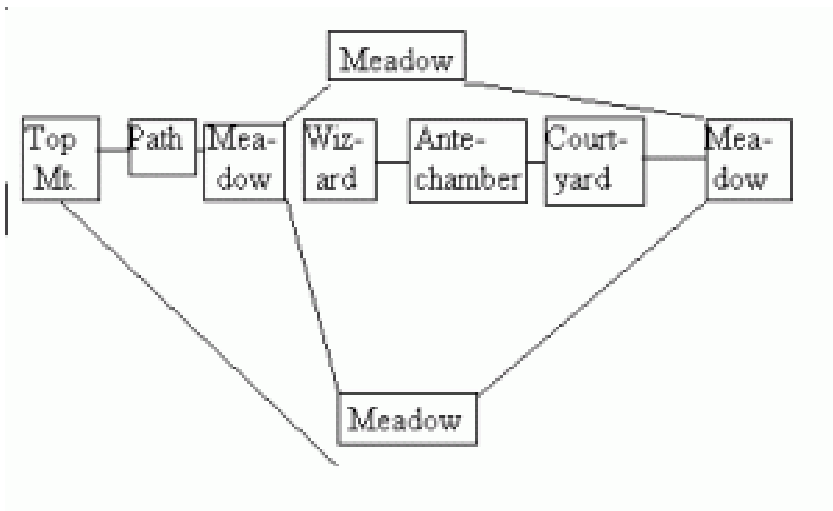 Meadow
Top
Mt.
Path
Mea-
dow
Wiz-
ard
Ante-
chamber
Court-
yard
Mea-
dow
Meadow